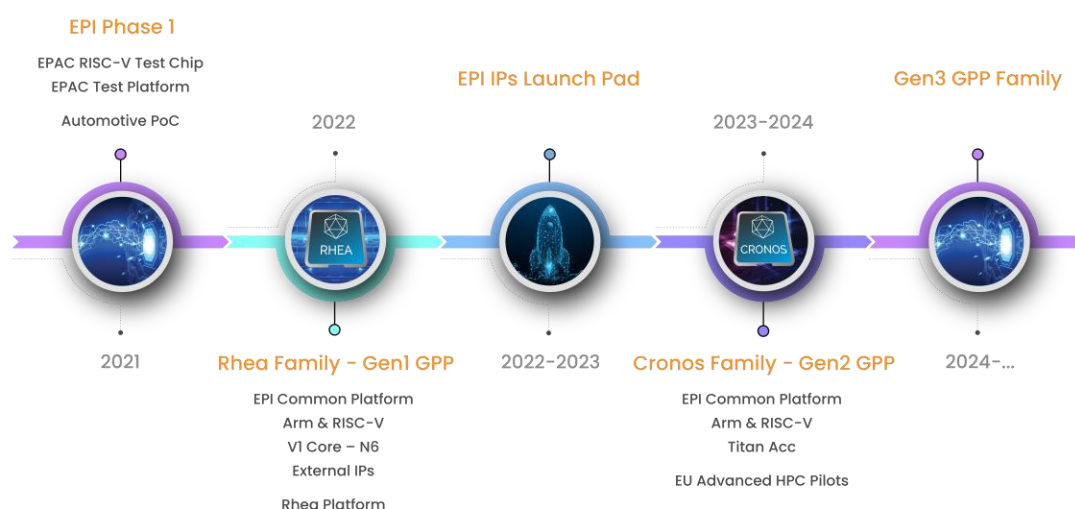 EPI Phase 1
EPAC RISC-V Test Chip
EPAC Test Platform
Automotive PoC
2021
2022
RHEA
Rhea Family - Gen1 GPP
EPI Common Platform
Arm & RISC-V
V1 Core – N6
External IPs
Rhea Platform
EPI IPs Launch Pad
2022-2023
2023-2024
CRONOS
Cronos Family - Gen2 GPP
EPI Common Platform
Arm & RISC-V
Titan Acc
EU Advanced HPC Pilots
Gen3 GPP Family
2024-...